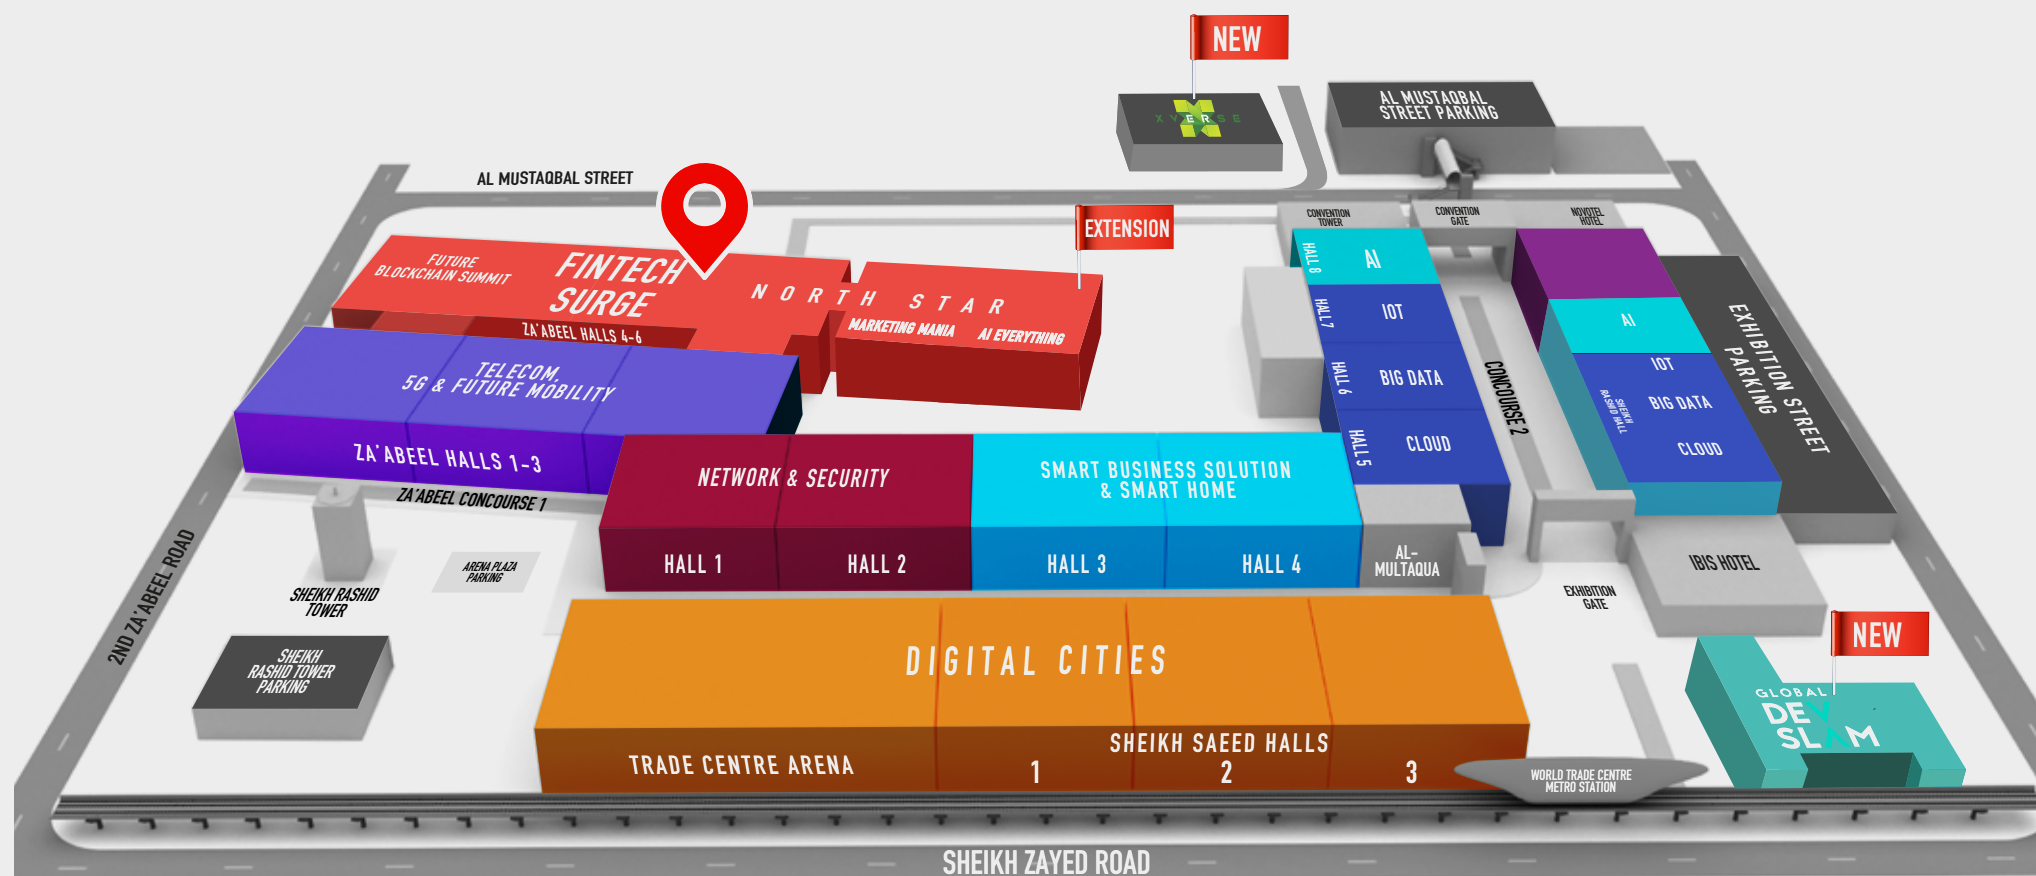 NEW
XVERSE
AL MUSTAQBAL
STREET PARKING
AL MUSTAQBAL STREET
EXTENSION
CONVENTION
TOWER
CONVENTION
GATE
NOVOTEL
HOTEL
FUTURE
BLOCKCHAIN SUMMIT
FINTECH
SURGE
NORTH STAR
MARKETING MANIA
AI EVERYTHING
ZA'ABEEL HALLS 4-6
TELECOM,
5G & FUTURE MOBILITY
ZA'ABEEL HALLS 1-3
ZA'ABEEL CONCOURSE 1
HALL 8
AI
HALL 7
IOT
HALL 6
BIG DATA
HALL 5
CLOUD
CONCOURSE 2
AI
IOT
BIG DATA
SHEIKH
RASHID HALL
CLOUD
EXHIBITION STREET
PARKING
NETWORK & SECURITY
HALL 1
HALL 2
SMART BUSINESS SOLUTION
& SMART HOME
HALL 3
HALL 4
AL-
MULTAQUA
IBIS HOTEL
EXHIBITION
GATE
2ND ZA'ABEEL ROAD
ARENA PLAZA
PARKING
SHEIKH RASHID
TOWER
SHEIKH
RASHID TOWER
PARKING
DIGITAL CITIES
TRADE CENTRE ARENA
SHEIKH SAEED HALLS
1
2
3
NEW
GLOBAL
DEV
SLAM
WORLD TRADE CENTRE
METRO STATION
SHEIKH ZAYED ROAD